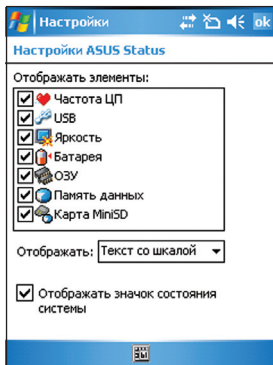 Настройки
ok
Настройки ASUS Status
Отображать элементы:
Частота ЦП
USB
Яркость
Батарея
ОЗУ
Память данных
Карта MiniSD
Отображать: Текст со шкалой
Отображать значок состояния
системы